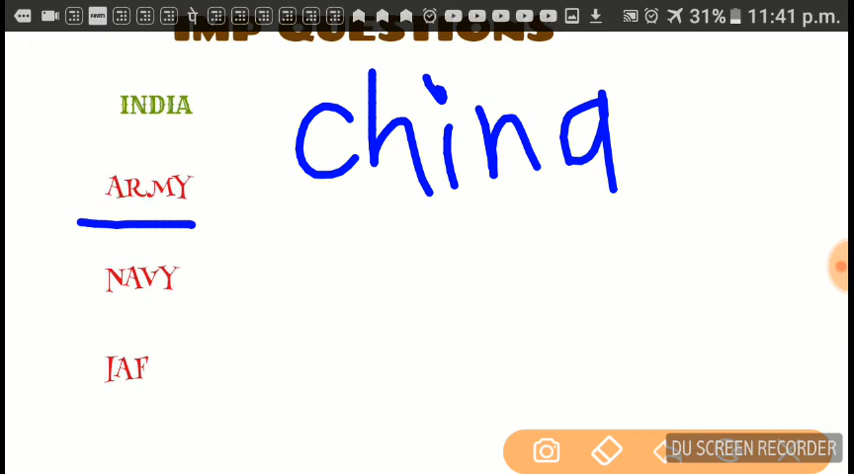 31% 11:41 p.m.
IMP QUESTIONS
INDIA
china
ARMY
NAVY
IAF
DU SCREEN RECORDER